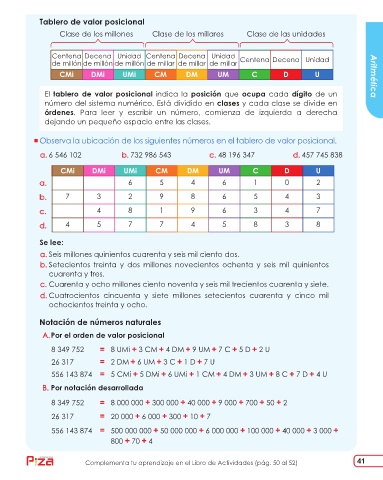 Tablero de valor posicional
Clase de los millones Clase de los millares Clase de las unidades
Centena de millón Decena de millón Unidad de millón Centena de millar Decena de millar Unidad de millar Centena Decena Unidad
CMi DMi UMi CM DM UM C D U
Aritmética
El tablero de valor posicional indica la posición que ocupa cada dígito de un
número del sistema numérico. Está dividido en clases y cada clase se divide en
órdenes. Para leer y escribir un número, comienza de izquierda a derecha
dejando un pequeño espacio entre las clases.
Observa la ubicación de los siguientes números en el tablero de valor posicional.
a. 6 546 102 b. 732 986 543 c. 48 196 347 d. 457 745 838
CMi DMi UMi CM DM UM C D U
a. 6 5 4 6 1 0 2
b. 7 3 2 9 8 6 5 4 3
c. 4 8 1 9 6 3 4 7
d. 4 5 7 7 4 5 8 3 8
Se lee:
a. Seis millones quinientos cuarenta y seis mil ciento dos.
b. Setecientos treinta y dos millones novecientos ochenta y seis mil quinientos
cuarenta y tres.
c. Cuarenta y ocho millones ciento noventa y seis mil trecientos cuarenta y siete.
d. Cuatrocientos cincuenta y siete millones setecientos cuarenta y cinco mil
ochocientos treinta y ocho.
Notación de números naturales
A. Por el orden de valor posicional
8 349 752 = 8 UMi + 3 CM + 4 DM + 9 UM + 7 C + 5 D + 2 U
26 317 = 2 DM + 6 UM + 3 C + 1 D + 7 U
556 143 874 = 5 CMi + 5 DMi + 6 UMi + 1 CM + 4 DM + 3 UM + 8 C + 7 D + 4 U
B. Por notación desarrollada
8 349 752 = 8 000 000 + 300 000 + 40 000 + 9 000 + 700 + 50 + 2
26 317 = 20 000 + 6 000 + 300 + 10 + 7
556 143 874 = 500 000 000 + 50 000 000 + 6 000 000 + 100 000 + 40 000 + 3 000 +
800 + 70 + 4
Complementa tu aprendizaje en el Libro de Actividades (pág. 50 al 52)
41